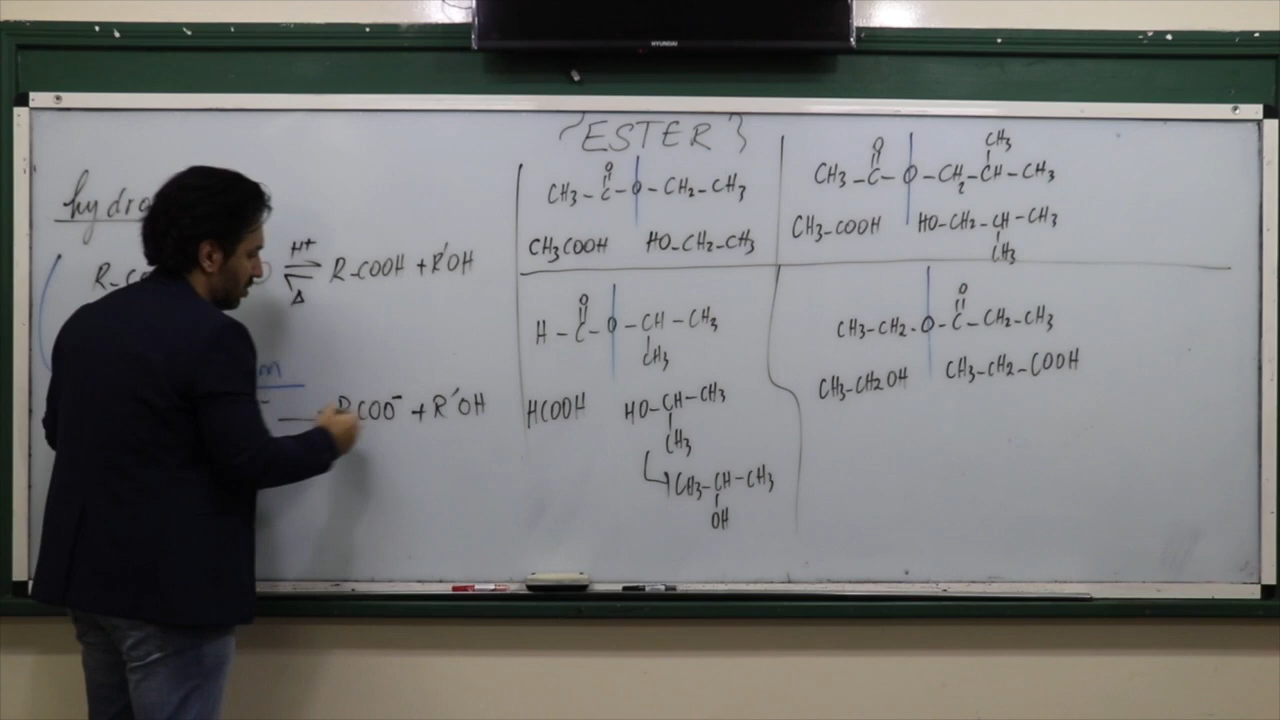 HYUNDAI
{ESTER}
hydro
H+
R-CO ⇌ R-COOH + R'OH
Δ
m
→ RCOO⁻ + R'OH
O
CH3-C-O-CH2-CH3
CH3COOH HO-CH2-CH3
CH3
O
CH3-C-O-CH2-CH-CH3
CH3-COOH HO-CH2-CH-CH3
CH3
O
H-C-O-CH-CH3
CH3
HCOOH HO-CH-CH3
CH3
CH3-CH-CH3
OH
O
CH3-CH2-O-C-CH2-CH3
CH3-CH2OH CH3-CH2-COOH